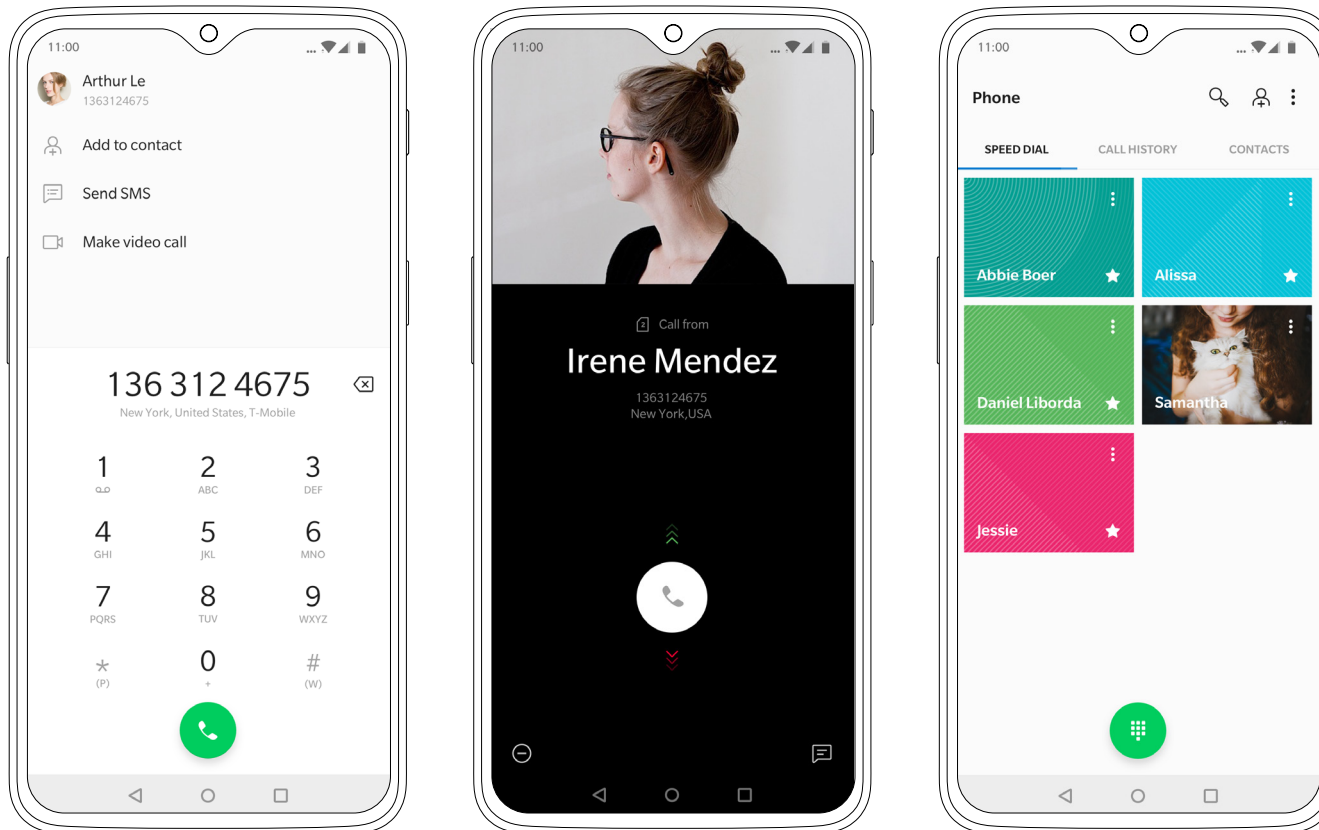 11:00
Arthur Le
1363124675
Add to contact
Send SMS
Make video call
136 312 4675
New York, United States, T-Mobile
1 2 3
ABC DEF
4 5 6
GHI JKL MNO
7 8 9
PQRS TUV WXYZ
* 0 #
(P) + (W)
11:00
2 Call from
Irene Mendez
1363124675
New York,USA
11:00
Phone
SPEED DIAL CALL HISTORY CONTACTS
Abbie Boer Alissa
Daniel Liborda Samantha
Jessie